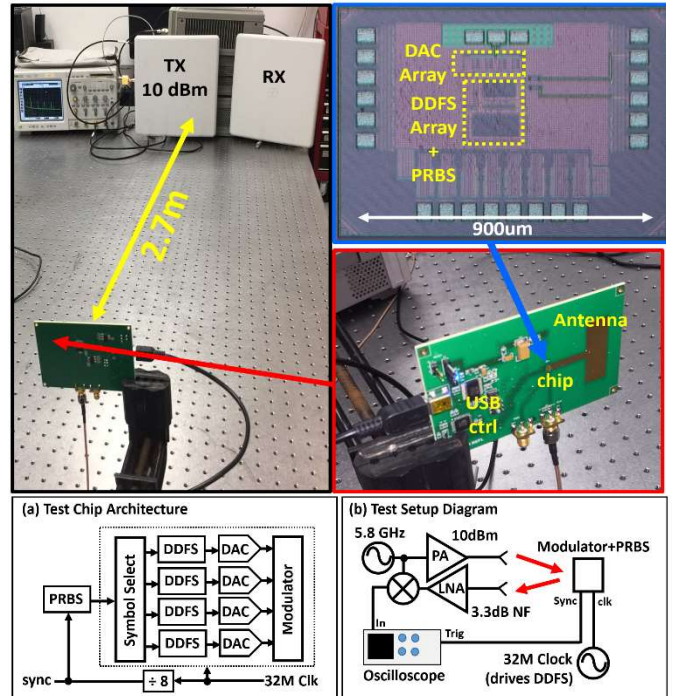 TX
10 dBm
RX
2.7m
DAC
Array
DDFS
Array
+
PRBS
900um
Antenna
chip
USB
ctrl
(a) Test Chip Architecture
PRBS
Symbol Select
DDFS
DAC
DDFS
DAC
DDFS
DAC
DDFS
DAC
Modulator
sync
÷ 8
32M Clk
(b) Test Setup Diagram
5.8 GHz
10dBm
PA
LNA
3.3dB NF
Modulator+PRBS
Sync
clk
In
Trig
Oscilloscope
32M Clock
(drives DDFS)